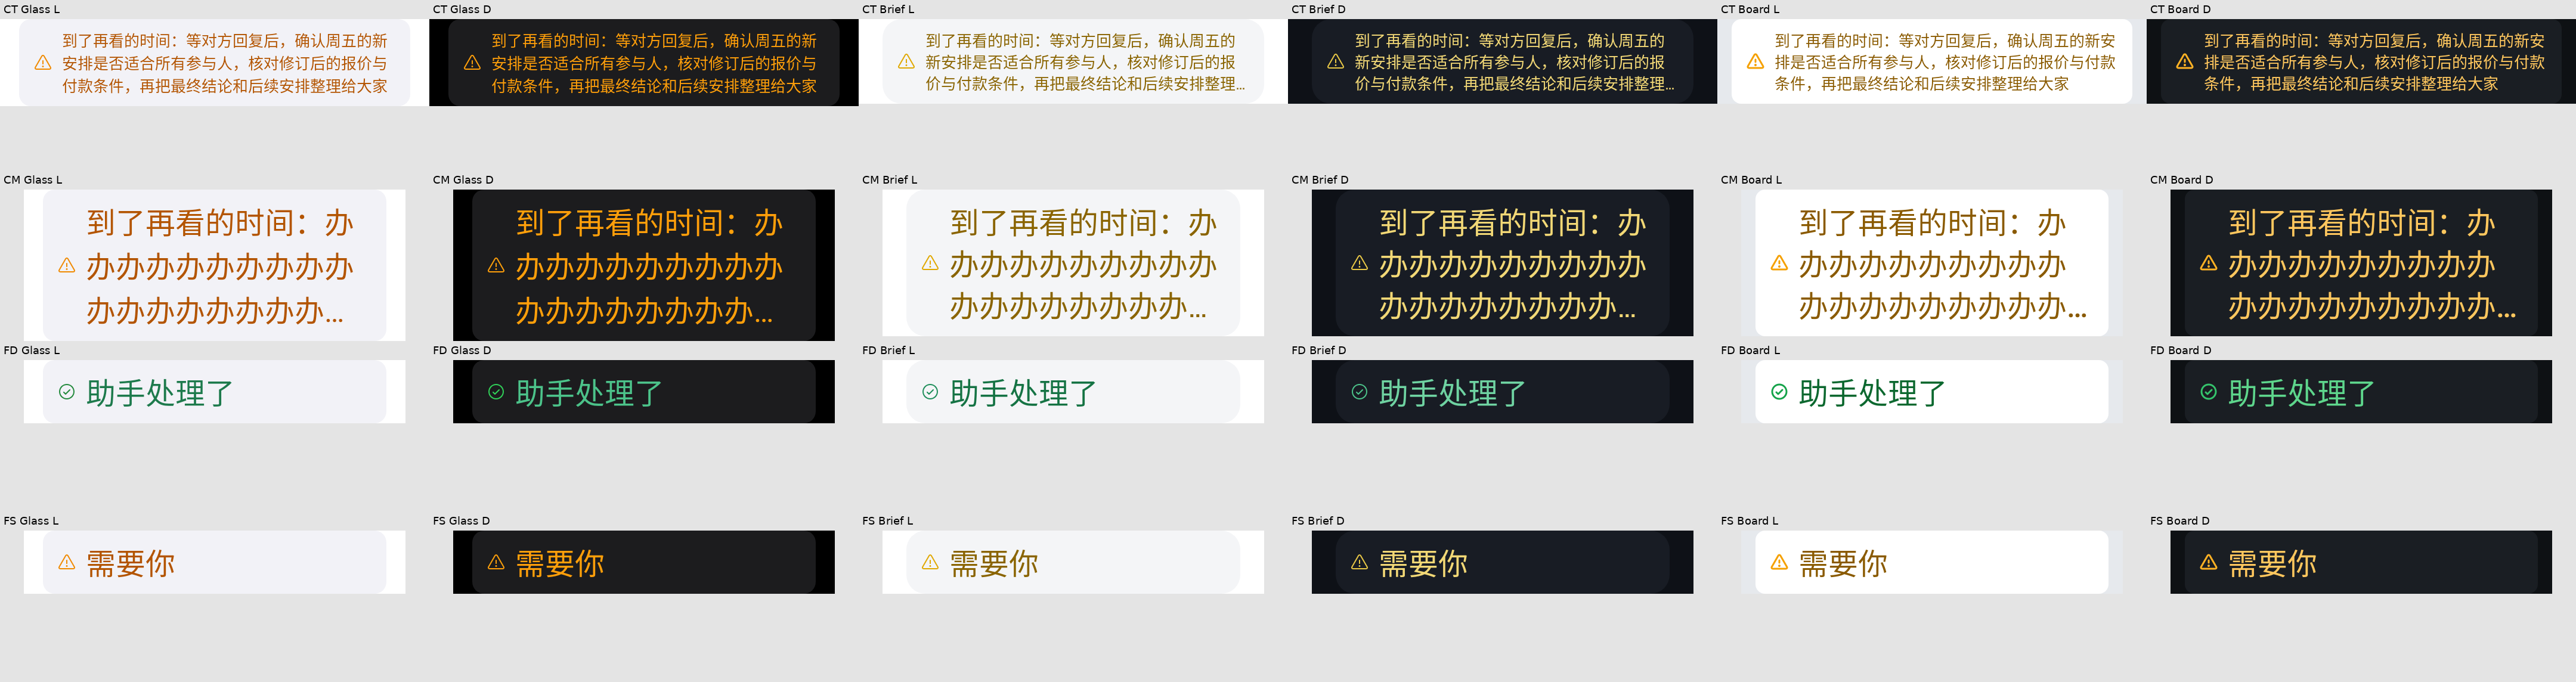 CT Glass L
到了再看的时间：等对方回复后，确认周五的新
安排是否适合所有参与人，核对修订后的报价与
付款条件，再把最终结论和后续安排整理给大家
CT Glass D
到了再看的时间：等对方回复后，确认周五的新
安排是否适合所有参与人，核对修订后的报价与
付款条件，再把最终结论和后续安排整理给大家
CT Brief L
到了再看的时间：等对方回复后，确认周五的
新安排是否适合所有参与人，核对修订后的报
价与付款条件，再把最终结论和后续安排整理...
CT Brief D
到了再看的时间：等对方回复后，确认周五的
新安排是否适合所有参与人，核对修订后的报
价与付款条件，再把最终结论和后续安排整理...
CT Board L
到了再看的时间：等对方回复后，确认周五的新安
排是否适合所有参与人，核对修订后的报价与付款
条件，再把最终结论和后续安排整理给大家
CT Board D
到了再看的时间：等对方回复后，确认周五的新安
排是否适合所有参与人，核对修订后的报价与付款
条件，再把最终结论和后续安排整理给大家
CM Glass L
到了再看的时间：办
办办办办办办办办办
办办办办办办办办...
CM Glass D
到了再看的时间：办
办办办办办办办办办
办办办办办办办办...
CM Brief L
到了再看的时间：办
办办办办办办办办办
办办办办办办办办...
CM Brief D
到了再看的时间：办
办办办办办办办办办
办办办办办办办办...
CM Board L
到了再看的时间：办
办办办办办办办办办
办办办办办办办办办...
CM Board D
到了再看的时间：办
办办办办办办办办办
办办办办办办办办办...
FD Glass L
助手处理了
FD Glass D
助手处理了
FD Brief L
助手处理了
FD Brief D
助手处理了
FD Board L
助手处理了
FD Board D
助手处理了
FS Glass L
需要你
FS Glass D
需要你
FS Brief L
需要你
FS Brief D
需要你
FS Board L
需要你
FS Board D
需要你